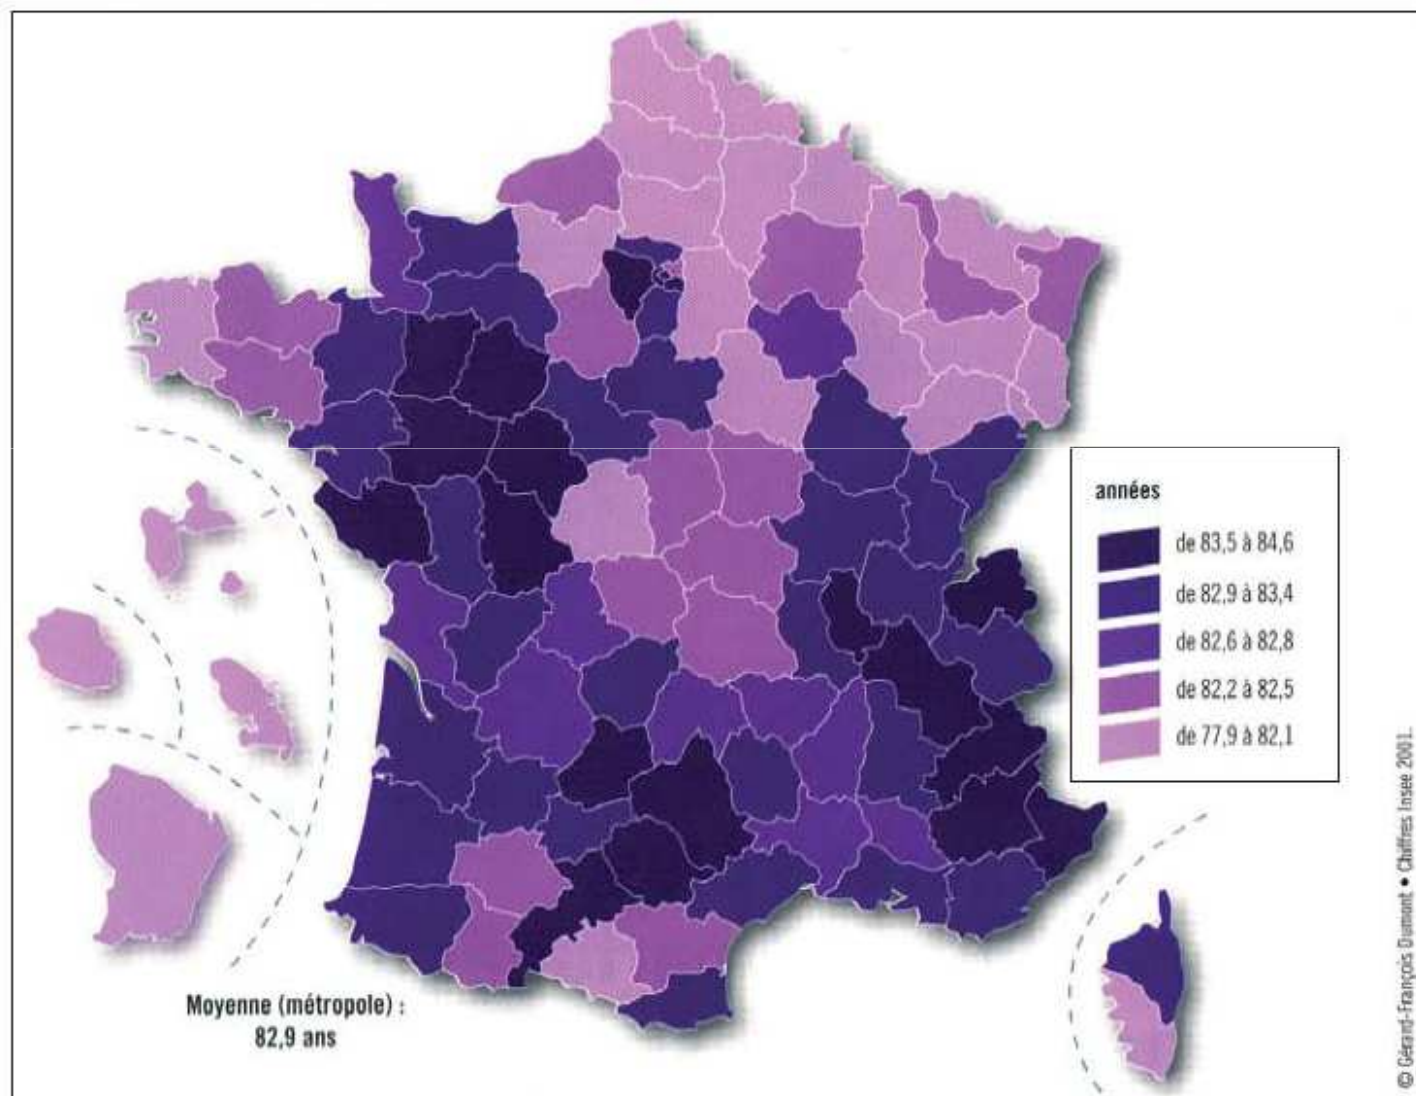 années
de 83,5 à 84,6
de 82,9 à 83,4
de 82,6 à 82,8
de 82,2 à 82,5
de 77,9 à 82,1
Moyenne (métropole) :
82,9 ans
© Gérard-François Dumont • Chiffres Insee 2001.